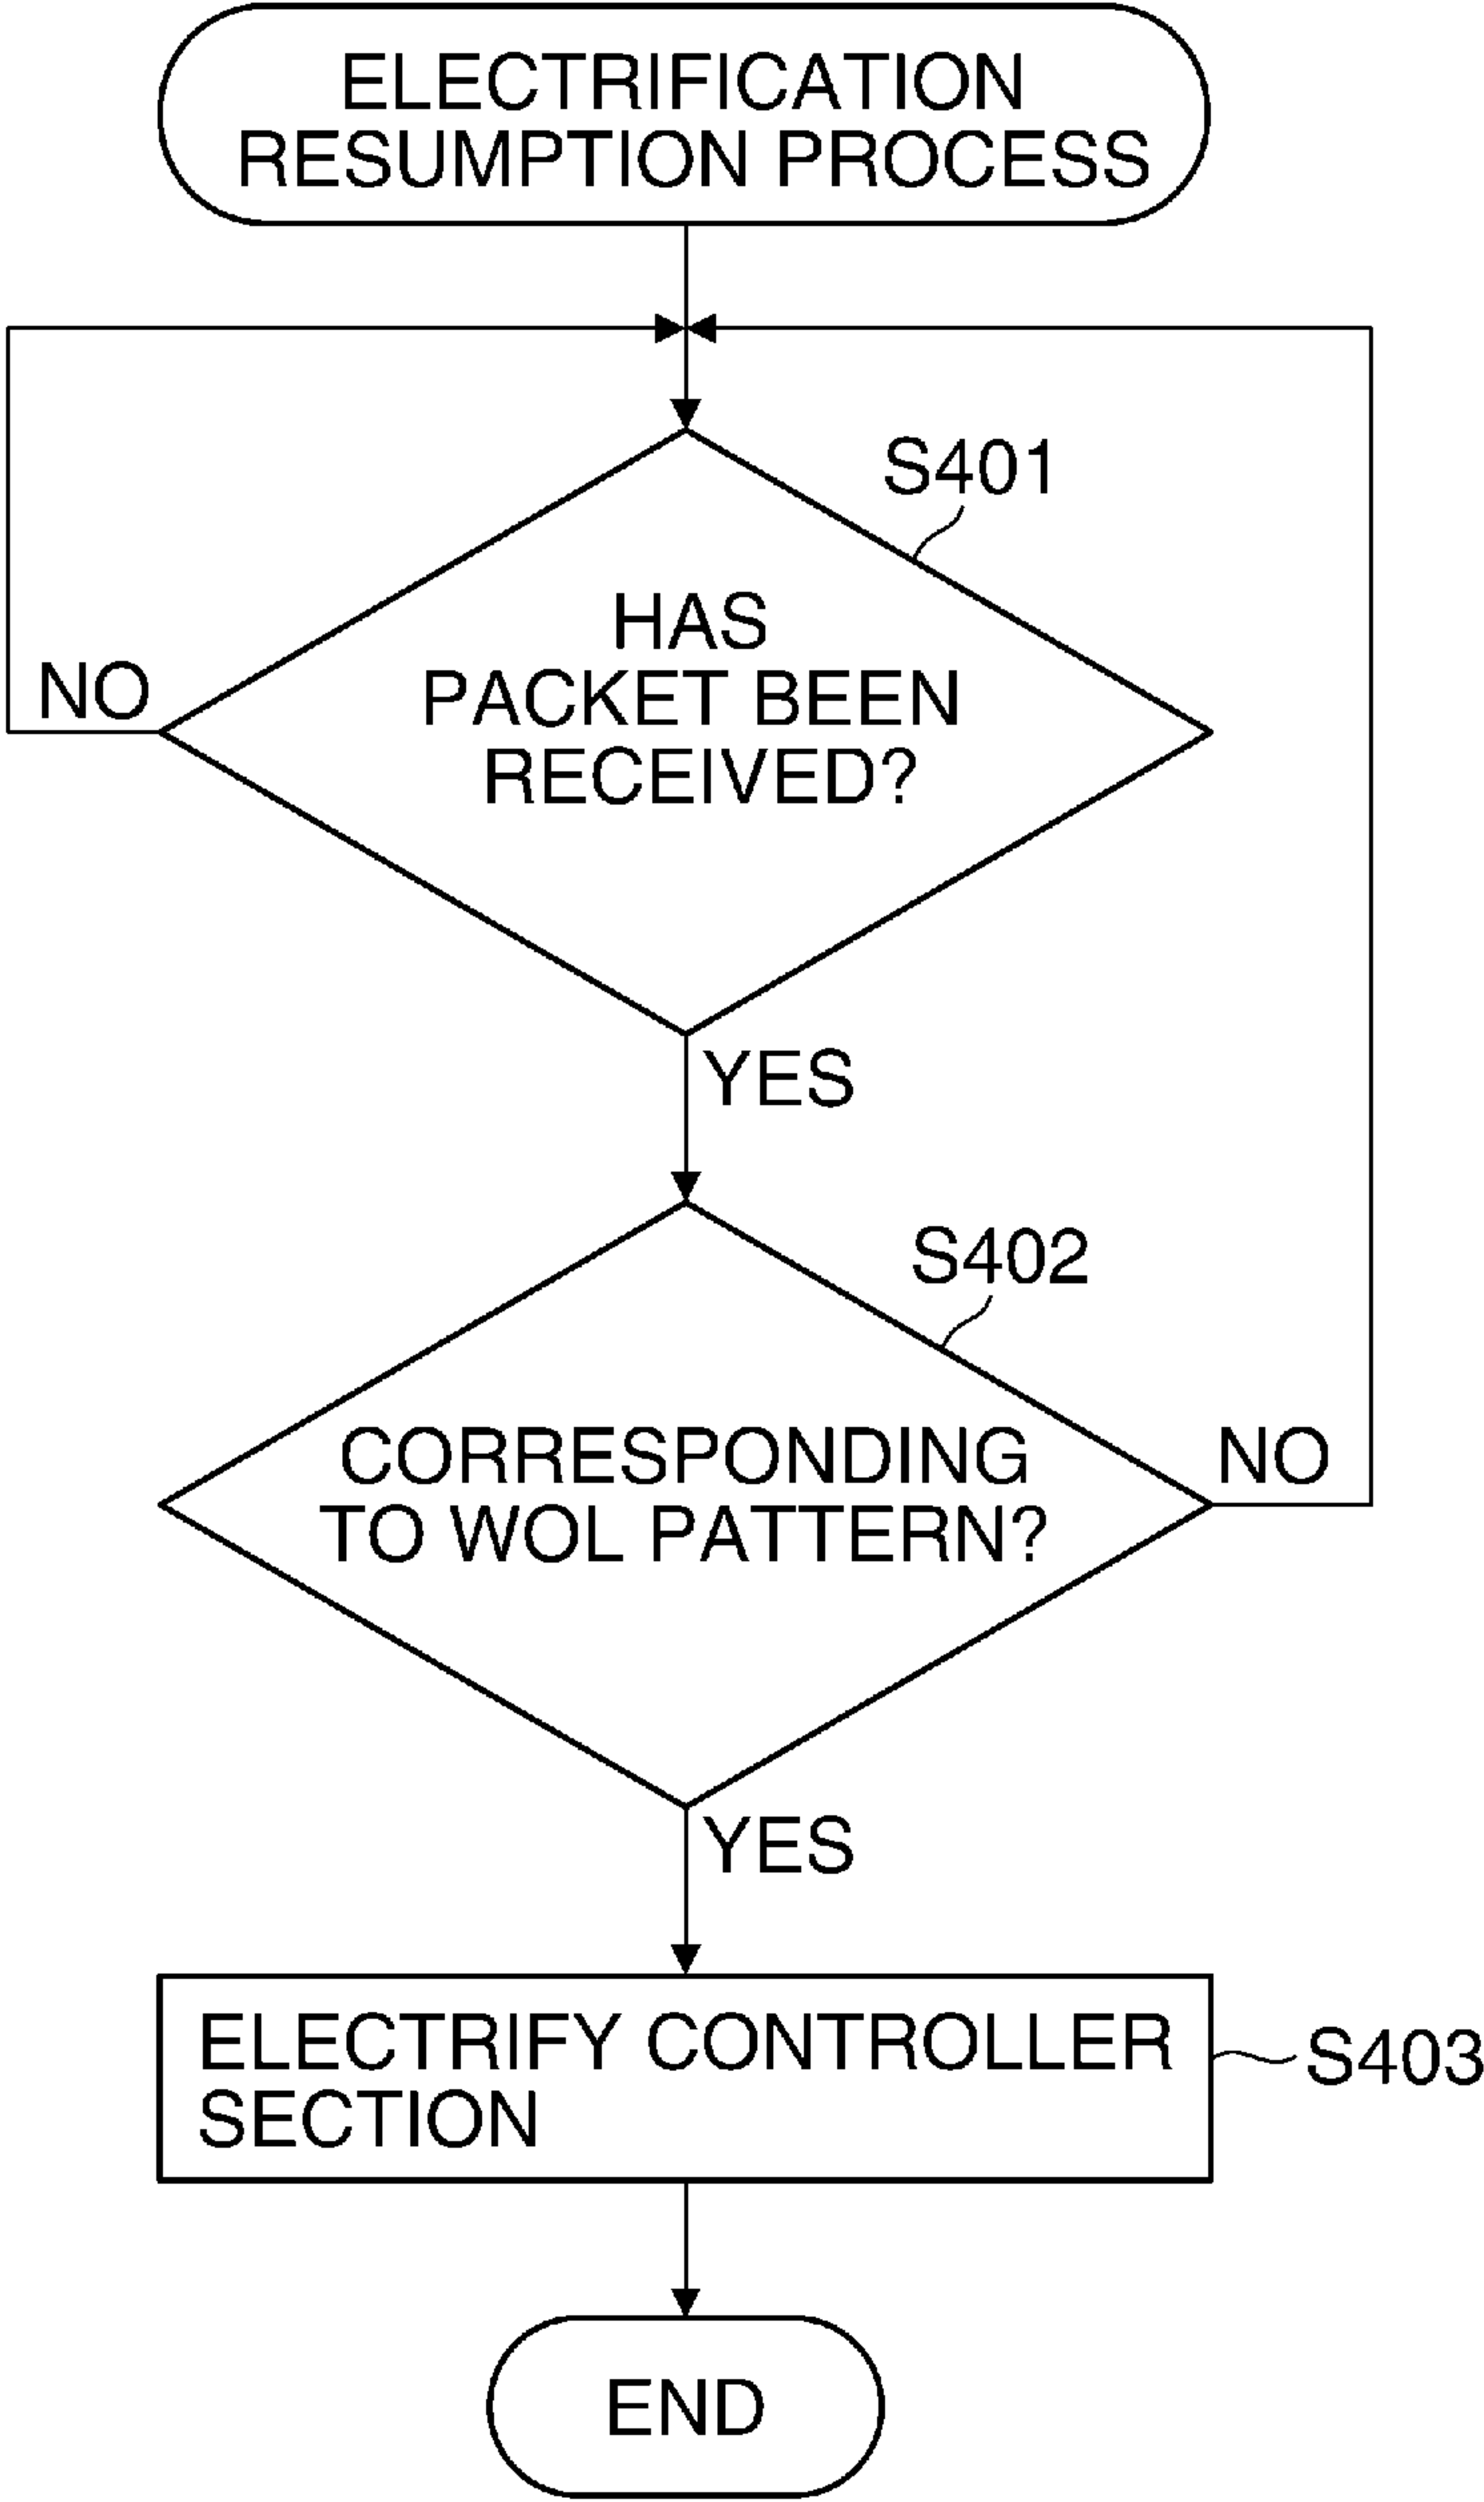 ELECTRIFICATION
RESUMPTION PROCESS
S401
HAS
PACKET BEEN
RECEIVED?
NO
YES
S402
CORRESPONDING
TO WOL PATTERN?
NO
YES
ELECTRIFY CONTROLLER
SECTION
S403
END